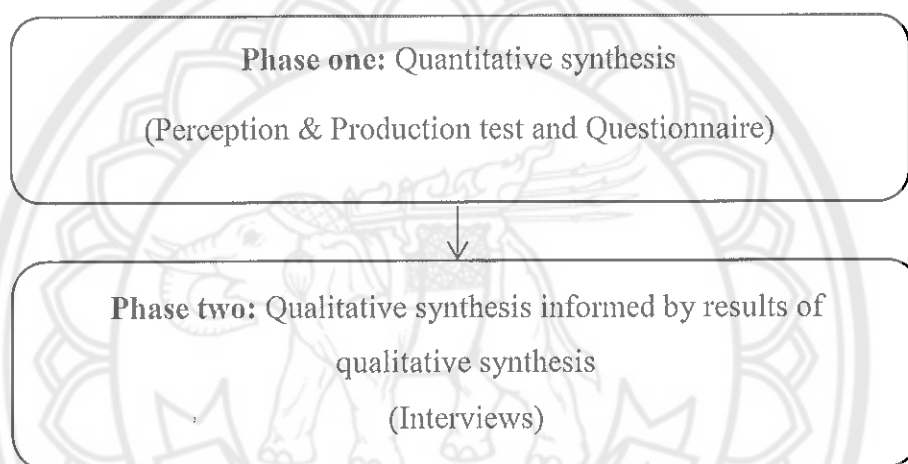 Phase one: Quantitative synthesis
(Perception & Production test and Questionnaire)
Phase two: Qualitative synthesis informed by results of
qualitative synthesis
(Interviews)